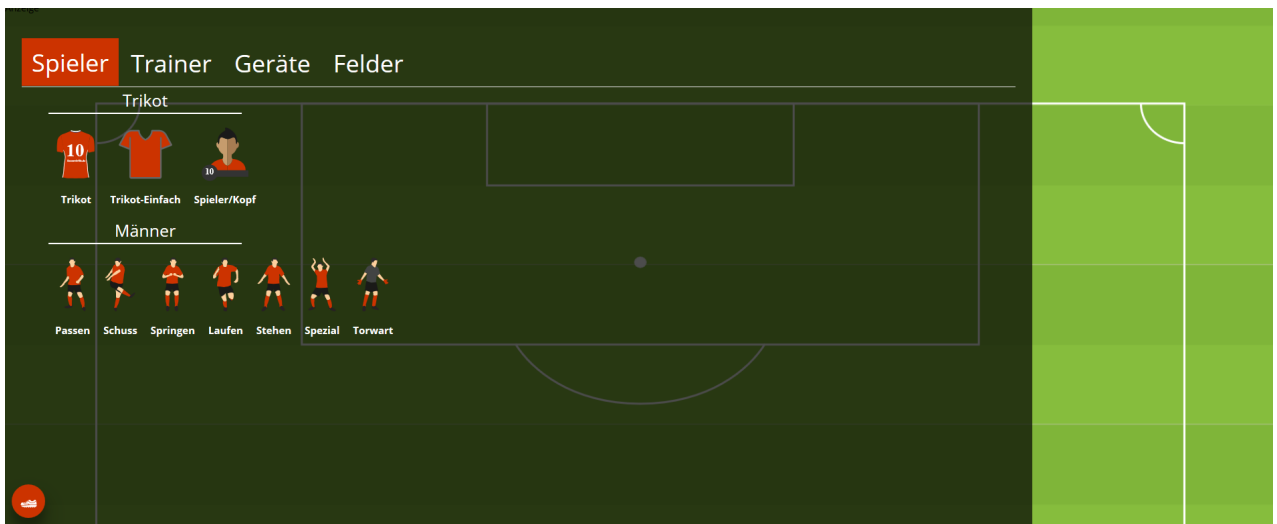 Spieler Trainer Geräte Felder
Trikot
10
10
Trikot Trikot-Einfach Spieler/Kopf
Männer
Passen Schuss Springen Laufen Stehen Spezial Torwart